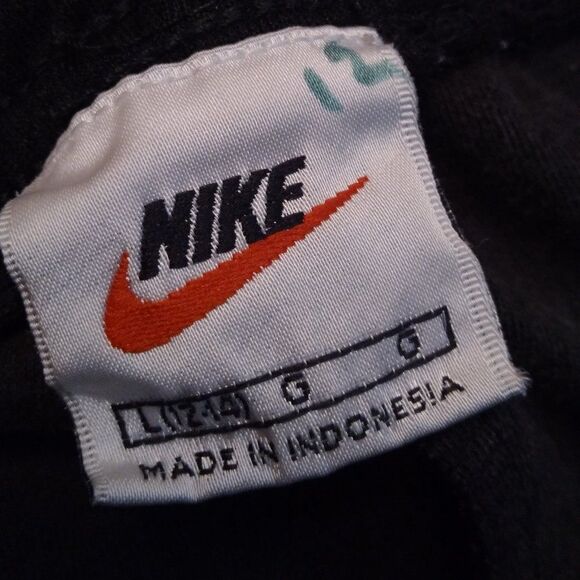 12
NIKE
L(12-14) G G
MADE IN INDONESIA